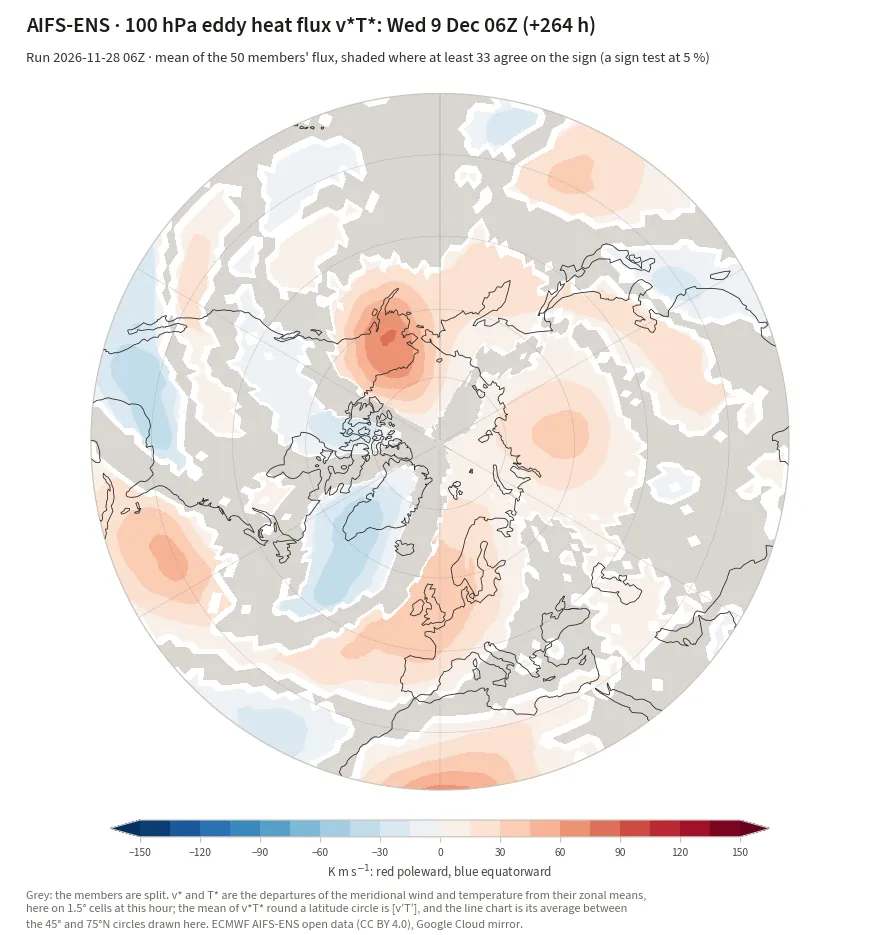 AIFS-ENS · 100 hPa eddy heat flux v*T*: Wed 9 Dec 06Z (+264 h)
Run 2026-11-28 06Z · mean of the 50 members' flux, shaded where at least 33 agree on the sign (a sign test at 5 %)
−150 −120 −90 −60 −30 0 30 60 90 120 150
K m s⁻¹: red poleward, blue equatorward
Grey: the members are split. v* and T* are the departures of the meridional wind and temperature from their zonal means,
here on 1.5° cells at this hour; the mean of v*T* round a latitude circle is [v′T′], and the line chart is its average between
the 45° and 75°N circles drawn here. ECMWF AIFS-ENS open data (CC BY 4.0), Google Cloud mirror.